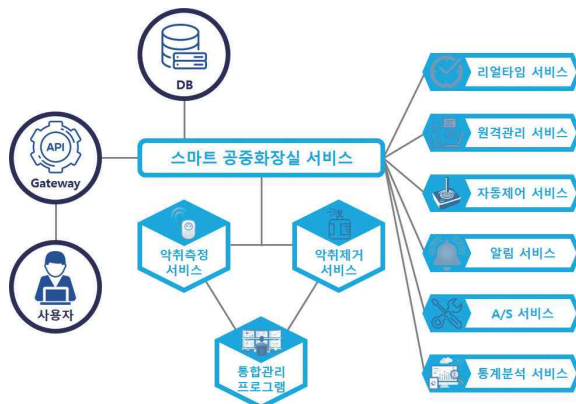 DB
API
Gateway
사용자
스마트 공중화장실 서비스
악취측정
서비스
악취제거
서비스
통합관리
프로그램
리얼타임 서비스
원격관리 서비스
자동제어 서비스
알림 서비스
A/S 서비스
통계분석 서비스